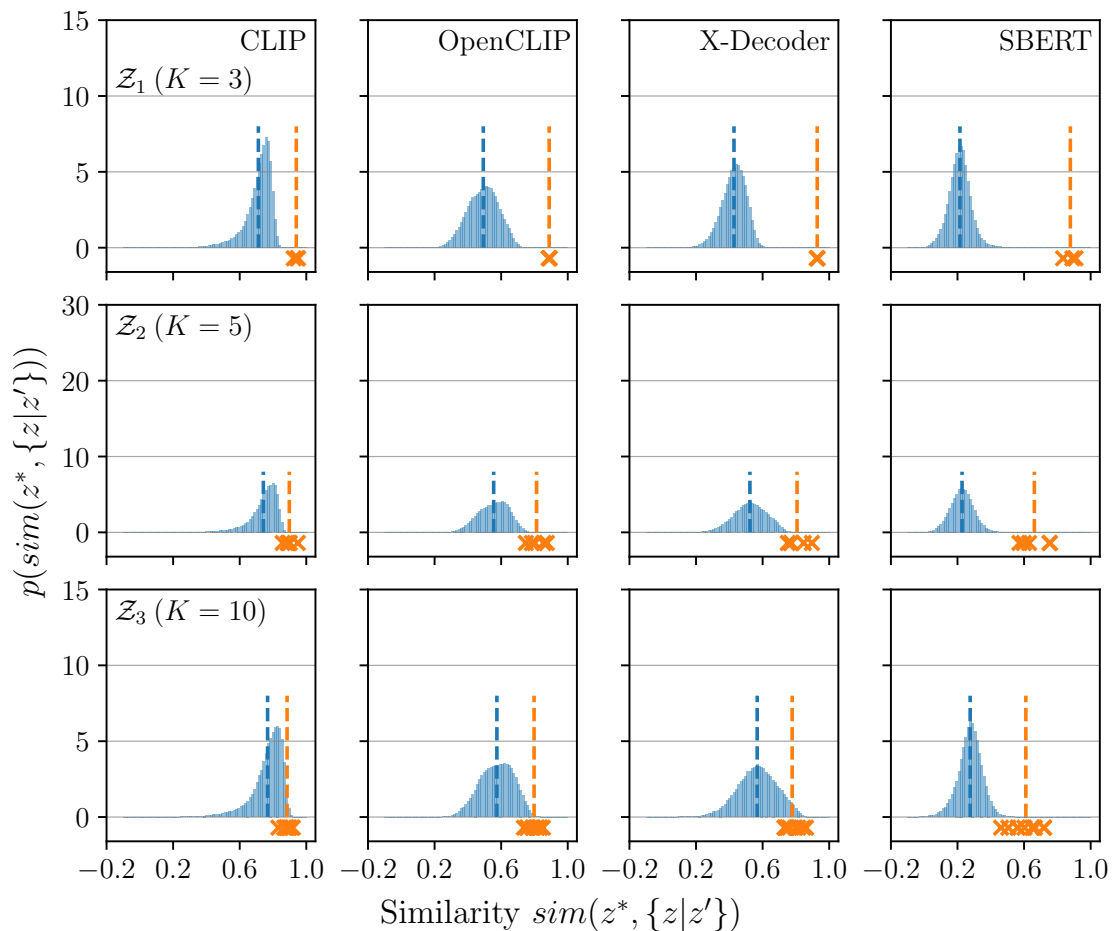 CLIP
OpenCLIP
X-Decoder
SBERT
𝒵₁ (K = 3)
15
10
5
0
𝒵₂ (K = 5)
30
20
10
0
𝒵₃ (K = 10)
15
10
5
0
p(sim(z*, {z|z′}))
−0.2 0.2 0.6 1.0
−0.2 0.2 0.6 1.0
−0.2 0.2 0.6 1.0
−0.2 0.2 0.6 1.0
Similarity sim(z*, {z|z′})